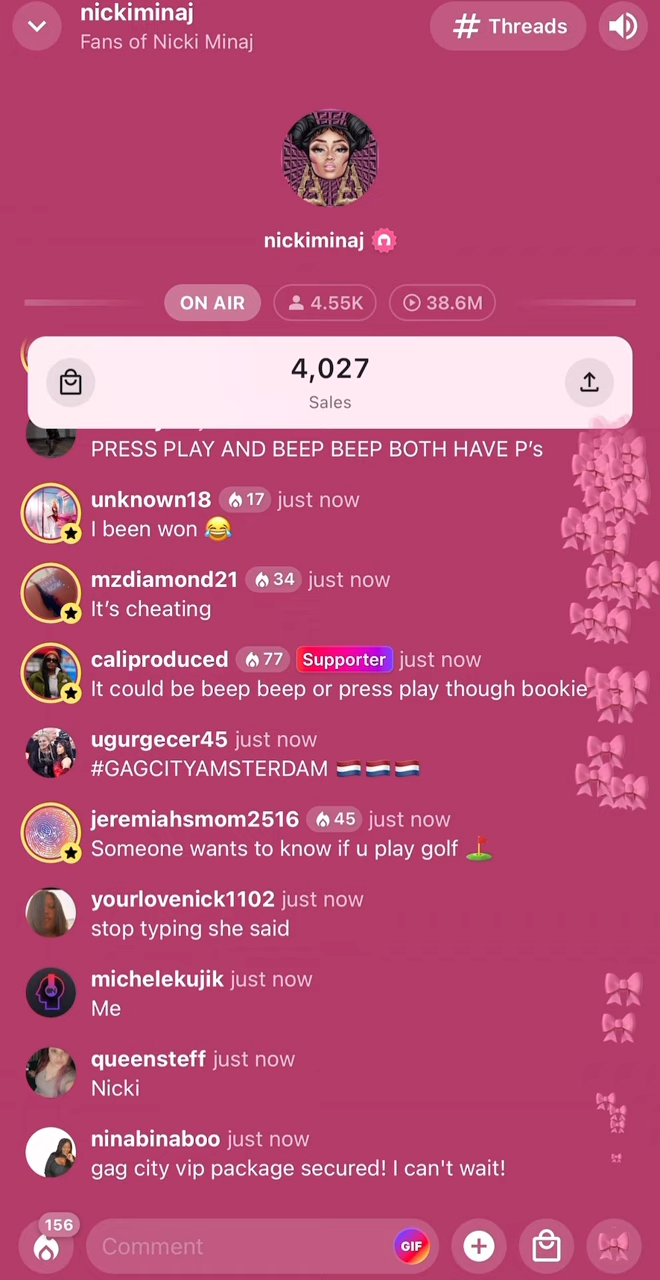 nickiminaj
Fans of Nicki Minaj
# Threads
nickiminaj
ON AIR
4.55K
38.6M
4,027
Sales
PRESS PLAY AND BEEP BEEP BOTH HAVE P’s
unknown18 17 just now
I been won 😂
mzdiamond21 34 just now
It’s cheating
caliproduced 77 Supporter just now
It could be beep beep or press play though bookie
ugurgecer45 just now
#GAGCITYAMSTERDAM 🇳🇱🇳🇱🇳🇱
jeremiahsmom2516 45 just now
Someone wants to know if u play golf ⛳
yourlovenick1102 just now
stop typing she said
michelekujik just now
Me
queensteff just now
Nicki
ninabinaboo just now
gag city vip package secured! I can't wait!
156
Comment
GIF